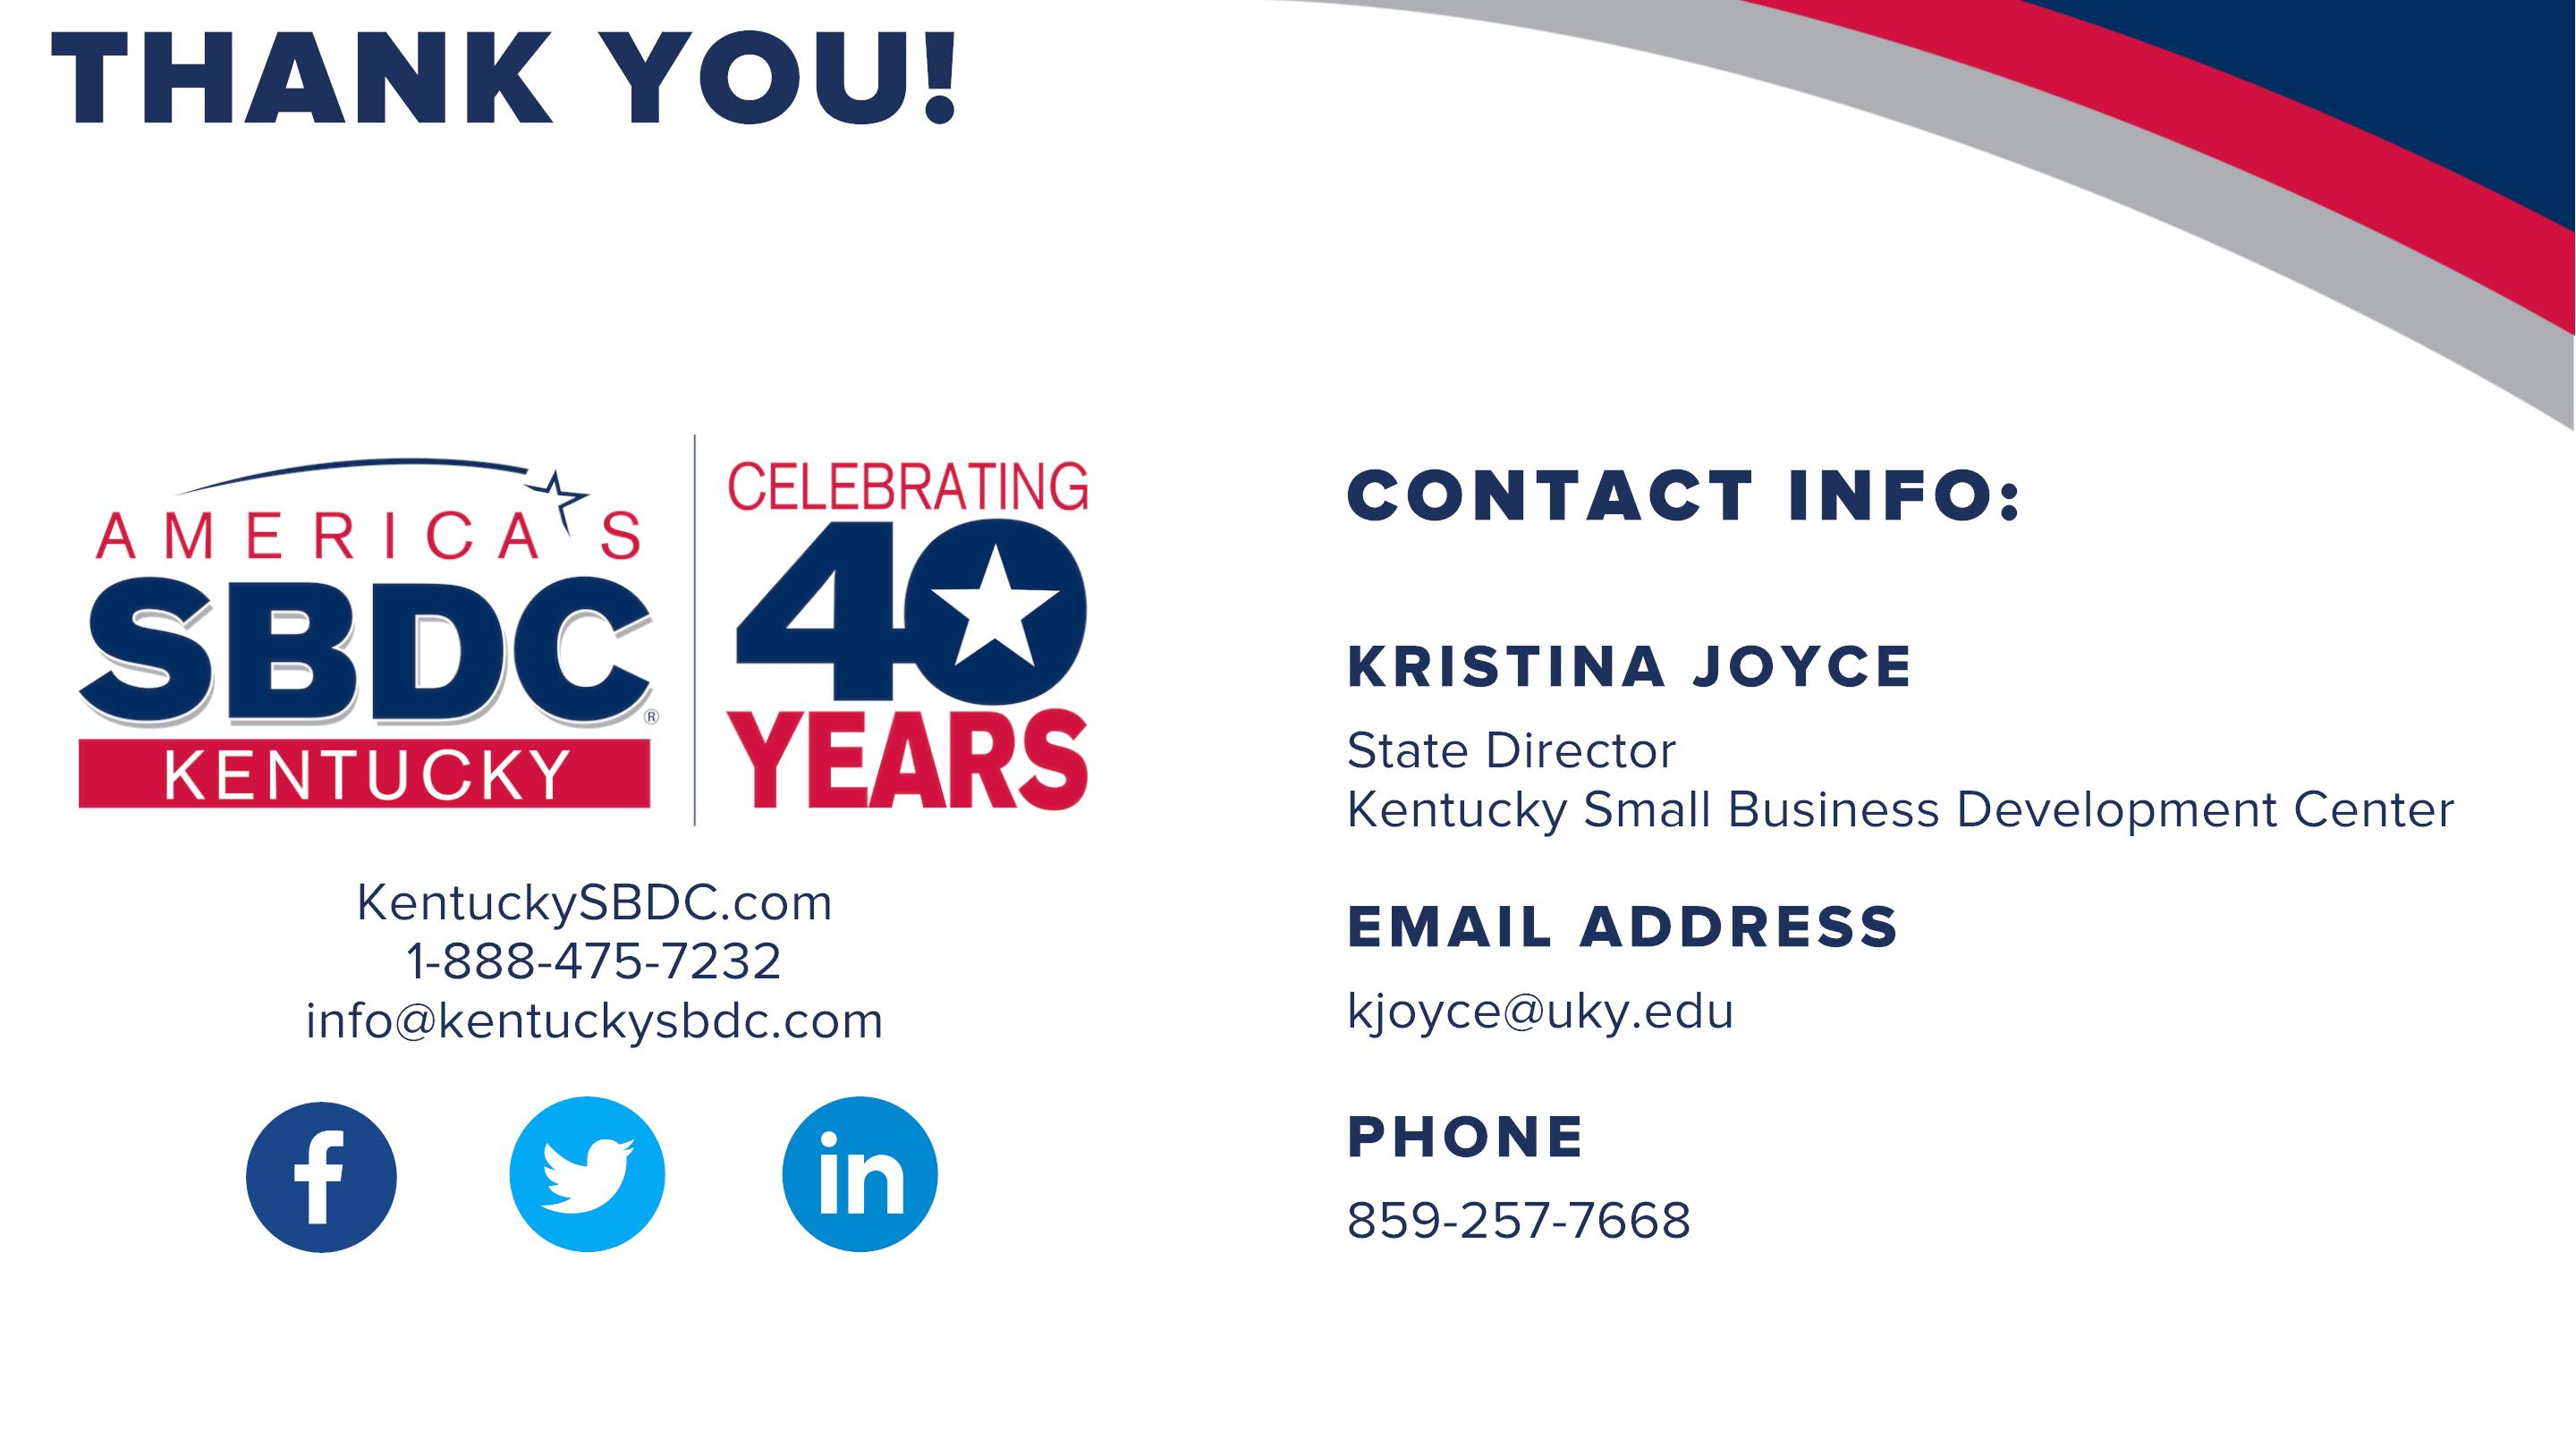 THANK YOU!
AMERICA'S
SBDC®
KENTUCKY
CELEBRATING
40
YEARS
KentuckySBDC.com
1-888-475-7232
info@kentuckysbdc.com
f
in
CONTACT INFO:
KRISTINA JOYCE
State Director
Kentucky Small Business Development Center
EMAIL ADDRESS
kjoyce@uky.edu
PHONE
859-257-7668